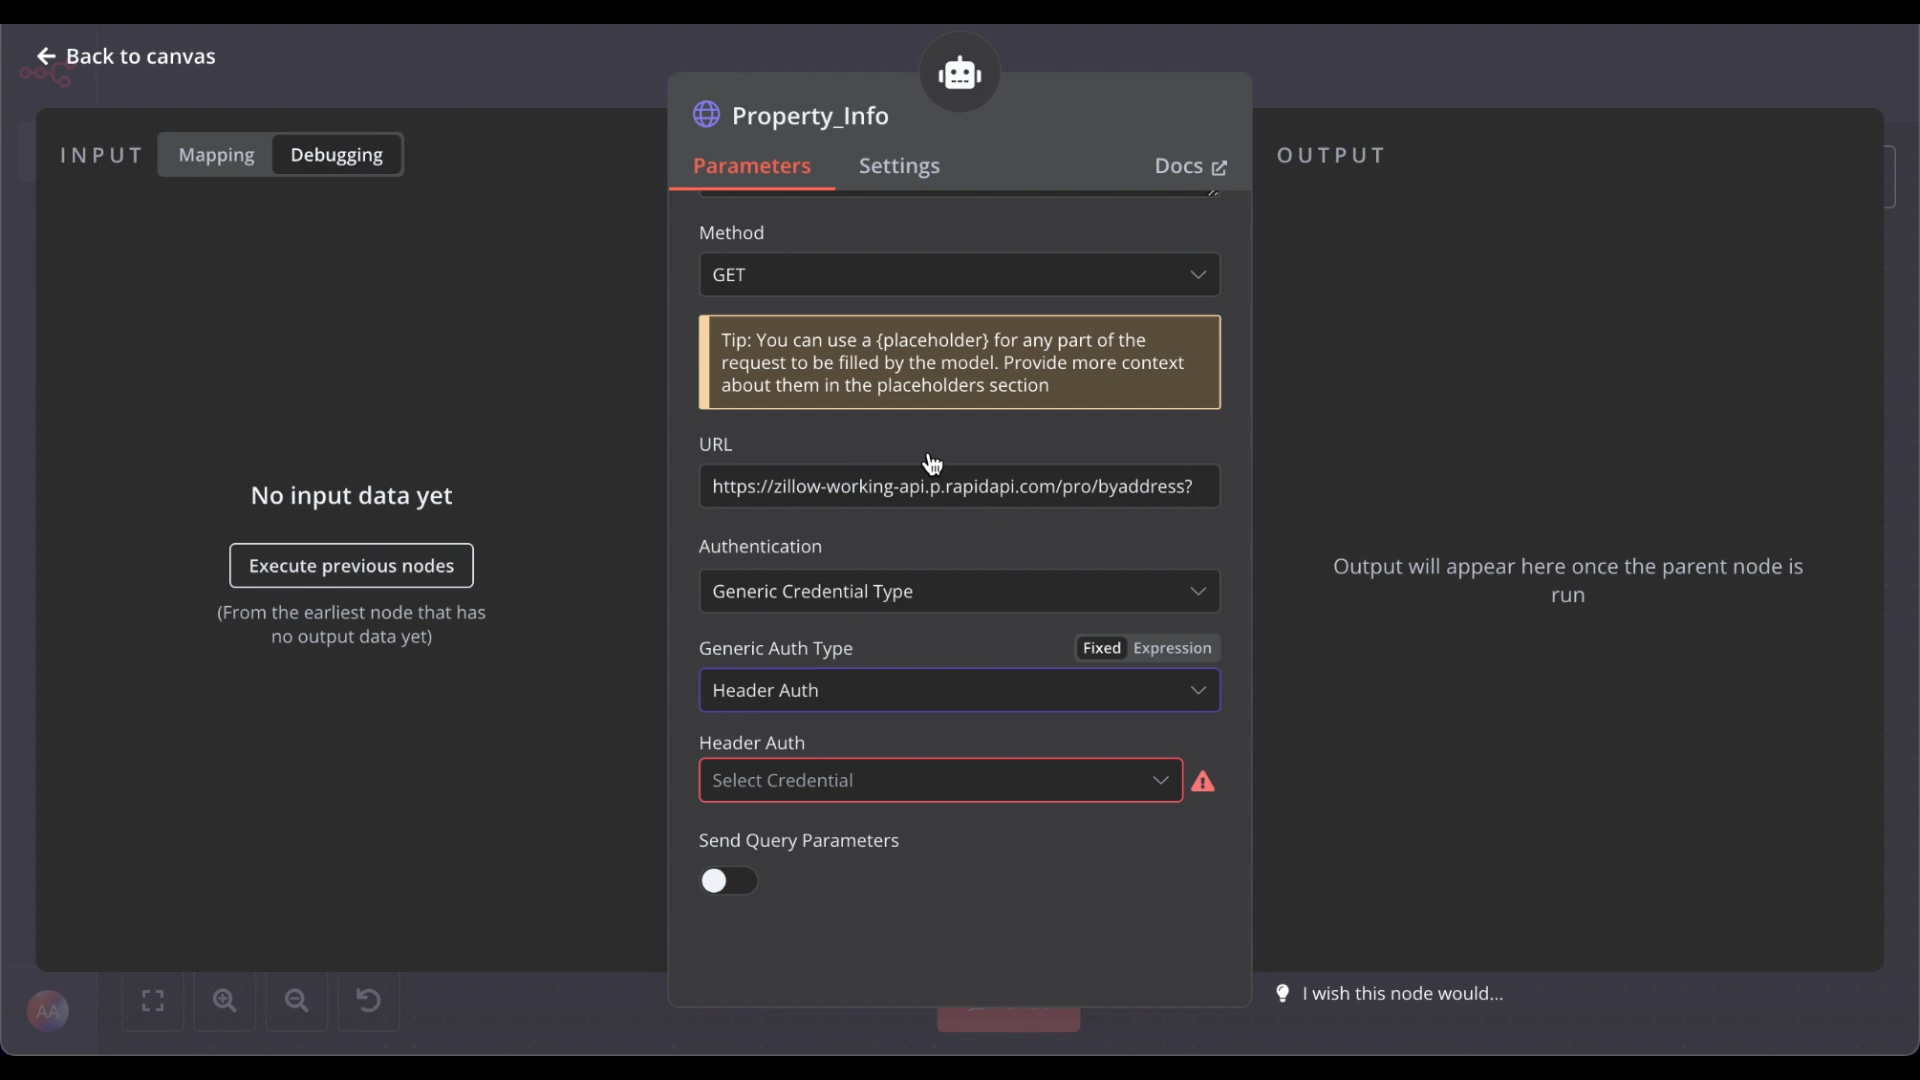 Back to canvas
INPUT
Mapping
Debugging
Property_Info
Parameters
Settings
Docs
OUTPUT
Method
GET
Tip: You can use a {placeholder} for any part of the
request to be filled by the model. Provide more context
about them in the placeholders section
URL
https://zillow-working-api.p.rapidapi.com/pro/byaddress?
Authentication
Generic Credential Type
Generic Auth Type
Fixed
Expression
Header Auth
Header Auth
Select Credential
Send Query Parameters
No input data yet
Execute previous nodes
(From the earliest node that has
no output data yet)
Output will appear here once the parent node is
run
AA
I wish this node would...